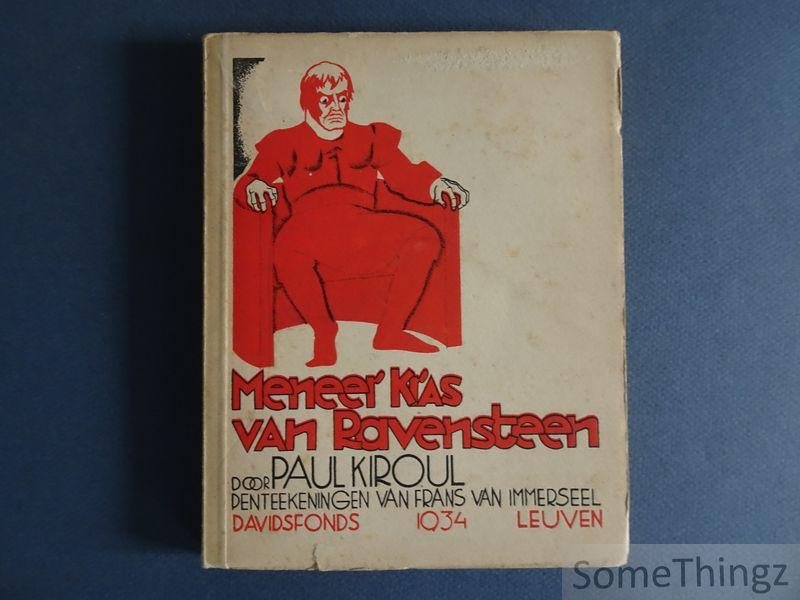 Meneer Kras
van Ravensteen
DOOR PAUL KIROUL
PENTEEKENINGEN VAN FRANS VAN IMMERSEEL
DAVIDSFONDS 1934 LEUVEN
SomeThingz